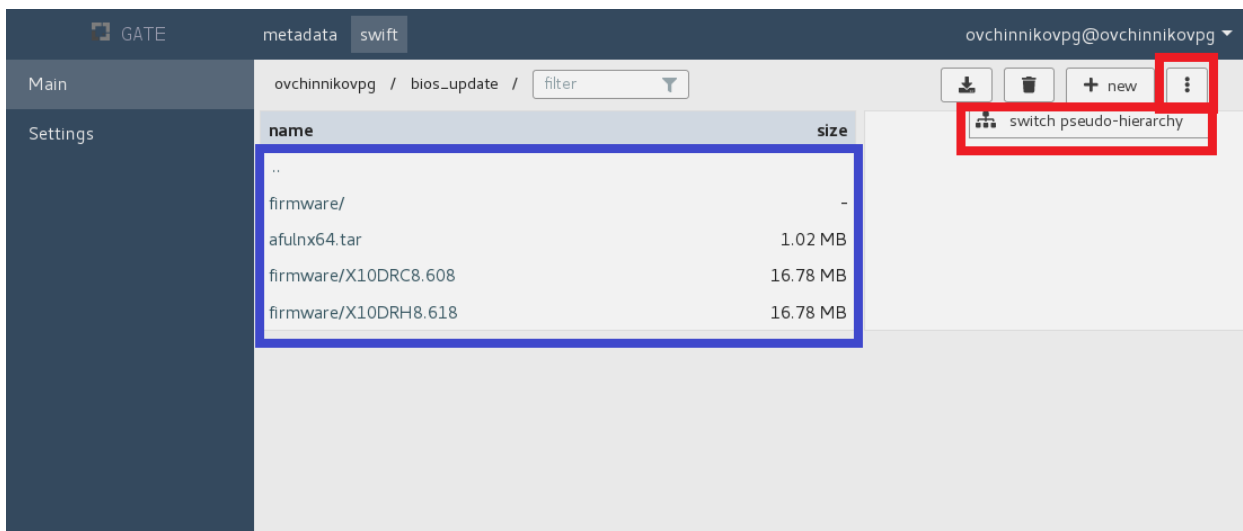 GATE metadata swift ovchinnikovpg@ovchinnikovpg
Main ovchinnikovpg / bios_update / filter + new
switch pseudo-hierarchy
Settings name size
..
firmware/ -
afulnx64.tar 1.02 MB
firmware/X10DRC8.608 16.78 MB
firmware/X10DRH8.618 16.78 MB